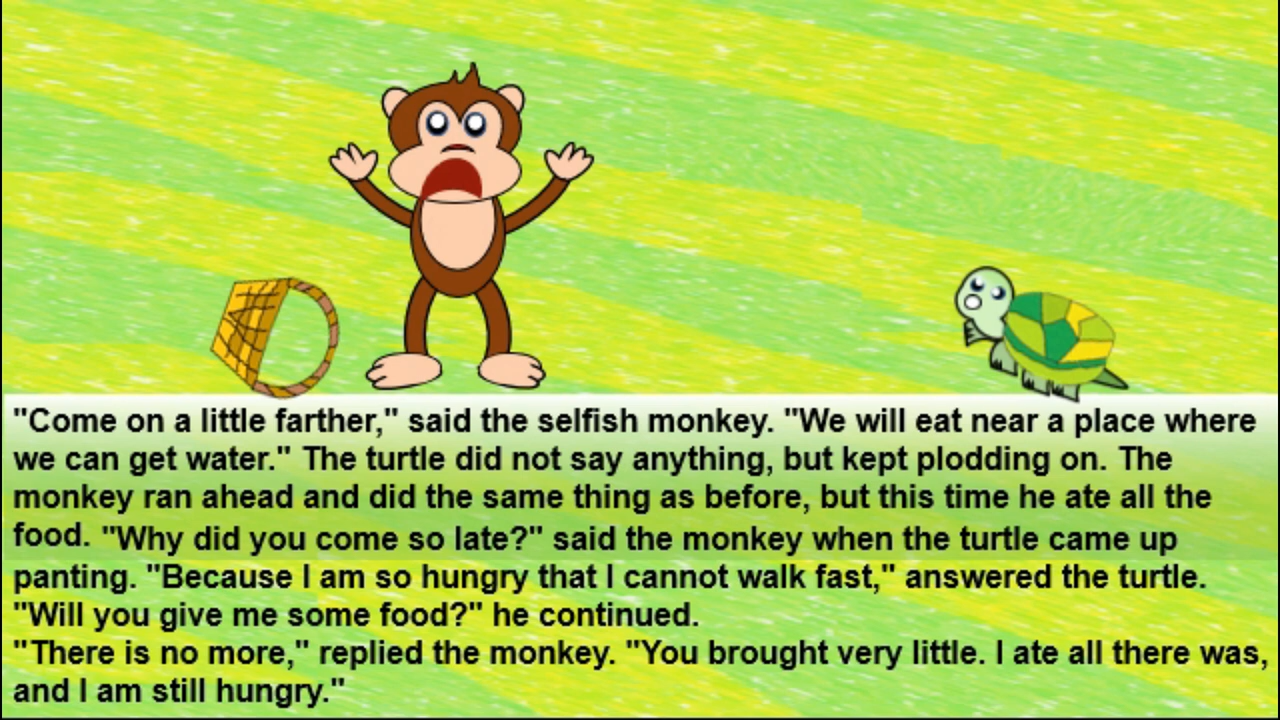 "Come on a little farther," said the selfish monkey. "We will eat near a place where
we can get water." The turtle did not say anything, but kept plodding on. The
monkey ran ahead and did the same thing as before, but this time he ate all the
food. "Why did you come so late?" said the monkey when the turtle came up
panting. "Because I am so hungry that I cannot walk fast," answered the turtle.
"Will you give me some food?" he continued.
"There is no more," replied the monkey. "You brought very little. I ate all there was,
and I am still hungry."